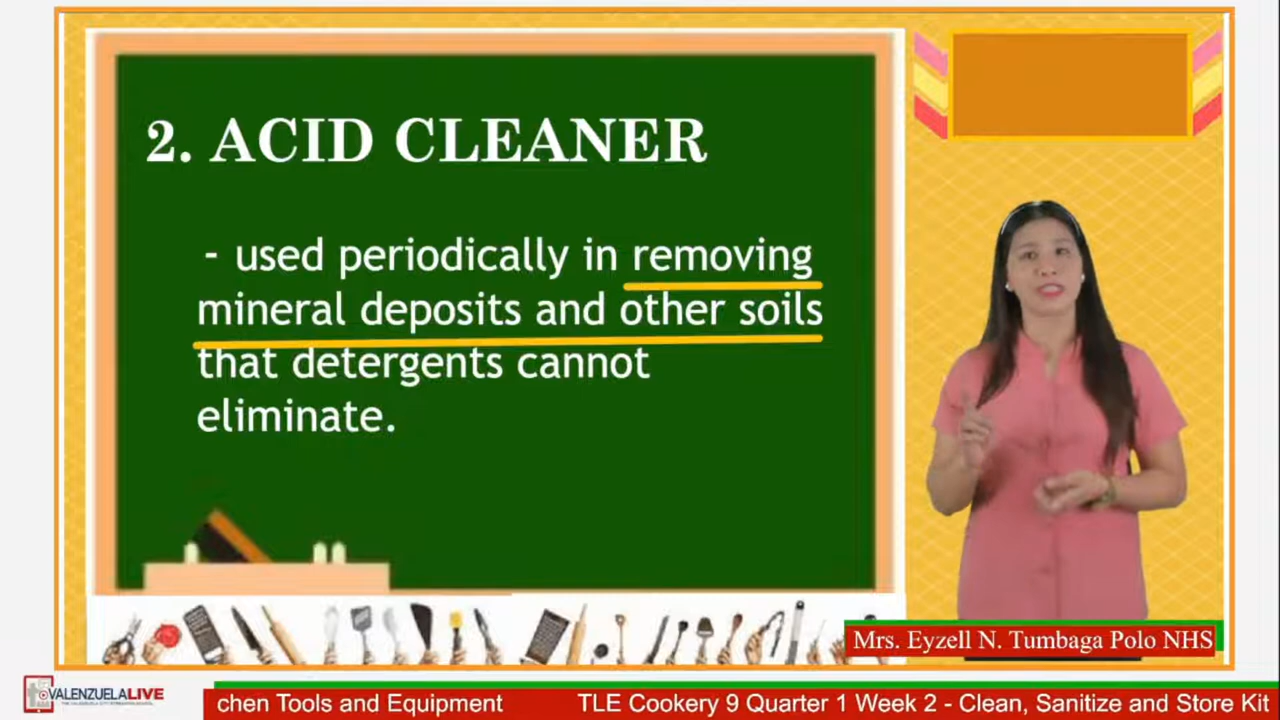 2. ACID CLEANER
- used periodically in removing
mineral deposits and other soils
that detergents cannot
eliminate.
Mrs. Eyzell N. Tumbaga Polo NHS
VALENZUELALIVE
chen Tools and Equipment
TLE Cookery 9 Quarter 1 Week 2 - Clean, Sanitize and Store Kit